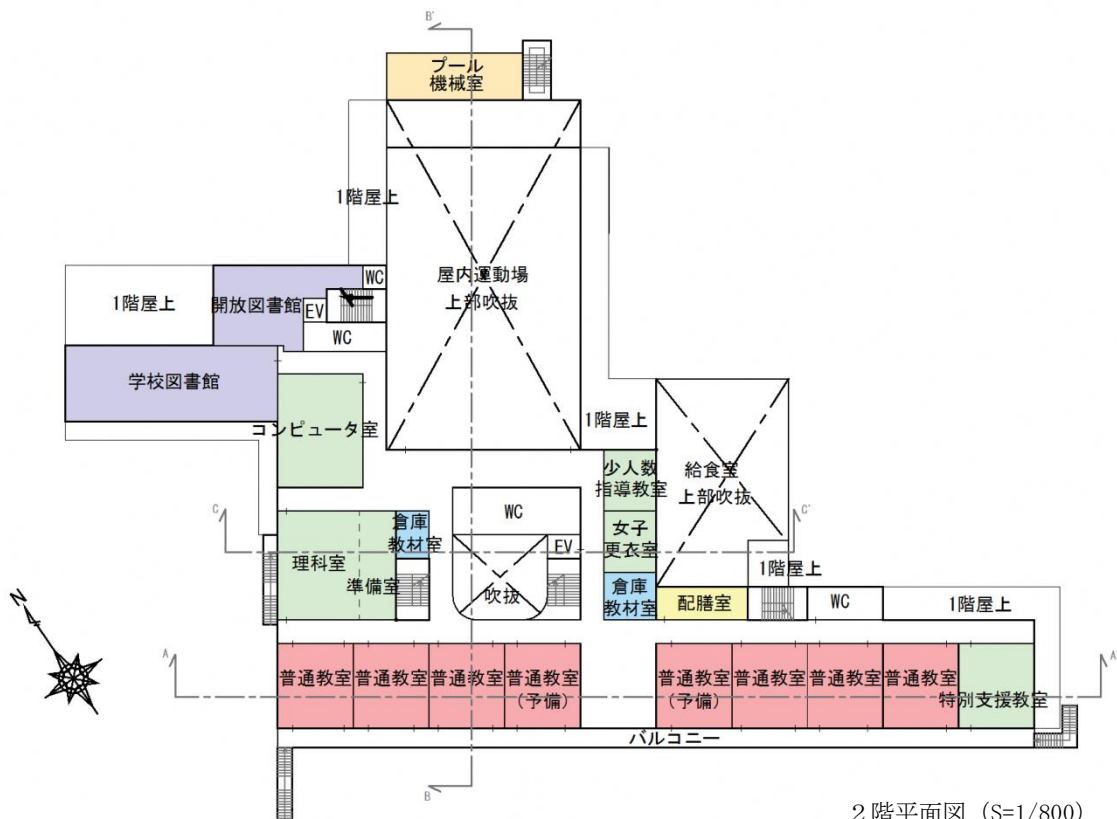 B'
プール
機械室
1階屋上
屋内運動場
上部吹抜
WC
1階屋上
開放図書館
EV
WC
学校図書館
コンピュータ室
1階屋上
少人数
指導教室
給食室
上部吹抜
C
倉庫
教材室
WC
女子
更衣室
C'
理科室
準備室
EV
吹抜
倉庫
教材室
1階屋上
配膳室
WC
1階屋上
N
A
普通教室
普通教室
普通教室
普通教室
(予備)
普通教室
(予備)
普通教室
普通教室
普通教室
特別支援教室
A'
バルコニー
B
2階平面図 (S=1/800)